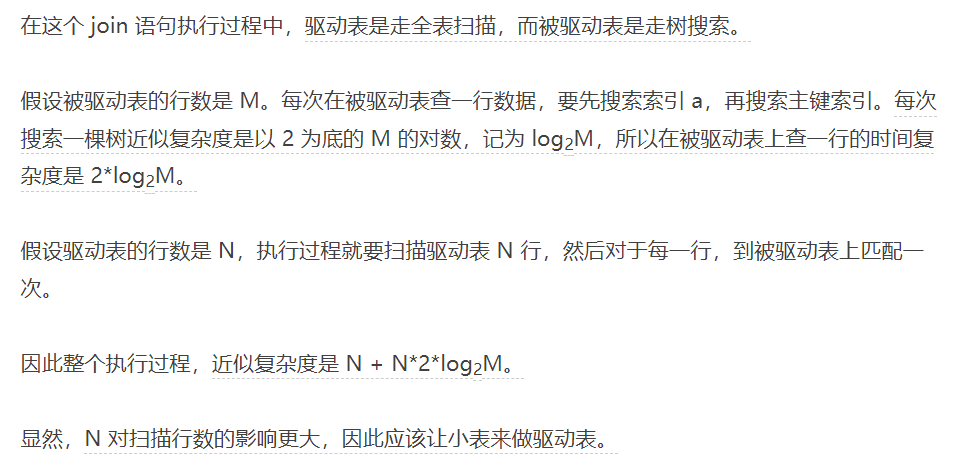 在这个 join 语句执行过程中，驱动表是走全表扫描，而被驱动表是走树搜索。
假设被驱动表的行数是 M。每次在被驱动表查一行数据，要先搜索索引 a，再搜索主键索引。每次
搜索一棵树近似复杂度是以 2 为底的 M 的对数，记为 log₂M，所以在被驱动表上查一行的时间复
杂度是 2*log₂M。
假设驱动表的行数是 N，执行过程就要扫描驱动表 N 行，然后对于每一行，到被驱动表上匹配一
次。
因此整个执行过程，近似复杂度是 N + N*2*log₂M。
显然，N 对扫描行数的影响更大，因此应该让小表来做驱动表。